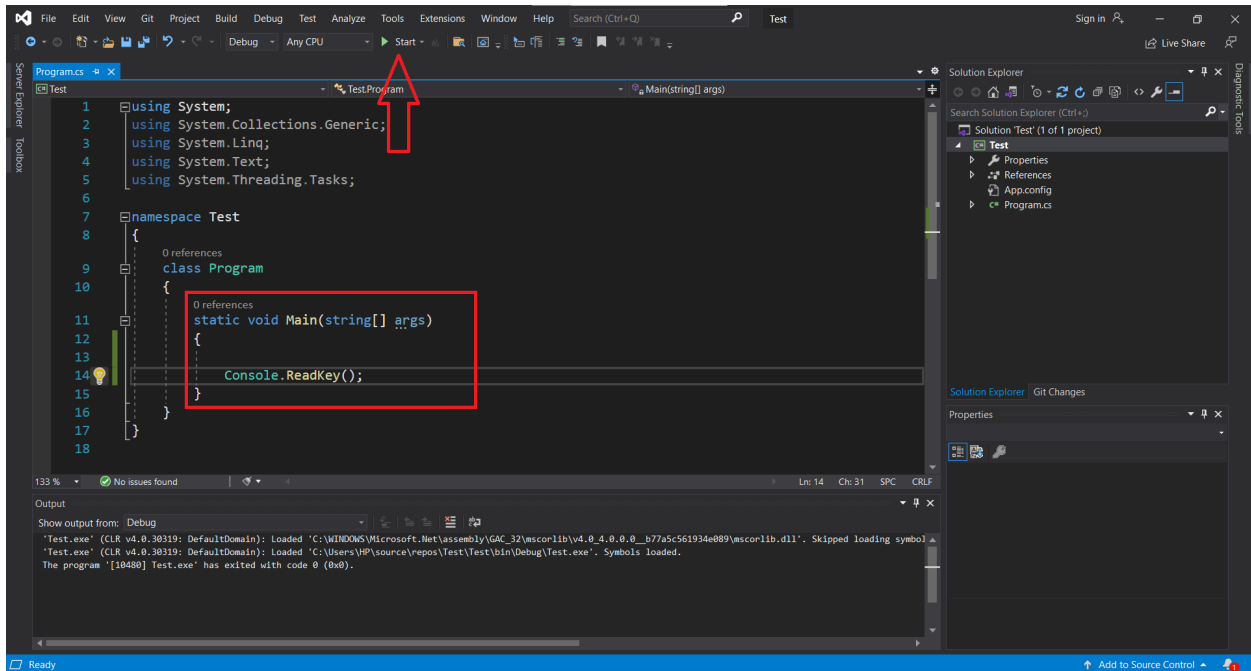 File Edit View Git Project Build Debug Test Analyze Tools Extensions Window Help Search (Ctrl+Q) Test Sign in
Debug Any CPU Start Live Share
Server Explorer
Toolbox
Program.cs
Test Test.Program Main(string[] args)
1 using System;
2 using System.Collections.Generic;
3 using System.Linq;
4 using System.Text;
5 using System.Threading.Tasks;
6
7 namespace Test
8 {
0 references
9 class Program
10 {
0 references
11 static void Main(string[] args)
12 {
13
14 Console.ReadKey();
15 }
16 }
17 }
18
133 % No issues found Ln: 14 Ch: 31 SPC CRLF
Output
Show output from: Debug
'Test.exe' (CLR v4.0.30319: DefaultDomain): Loaded 'C:\WINDOWS\Microsoft.Net\assembly\GAC_32\mscorlib\v4.0_4.0.0.0__b77a5c561934e089\mscorlib.dll'. Skipped loading symbol
'Test.exe' (CLR v4.0.30319: DefaultDomain): Loaded 'C:\Users\HP\source\repos\Test\Test\bin\Debug\Test.exe'. Symbols loaded.
The program '[10480] Test.exe' has exited with code 0 (0x0).
Solution Explorer
Search Solution Explorer (Ctrl+;)
Solution 'Test' (1 of 1 project)
C# Test
Properties
References
App.config
C# Program.cs
Solution Explorer Git Changes
Properties
Diagnostic Tools
Ready Add to Source Control 1